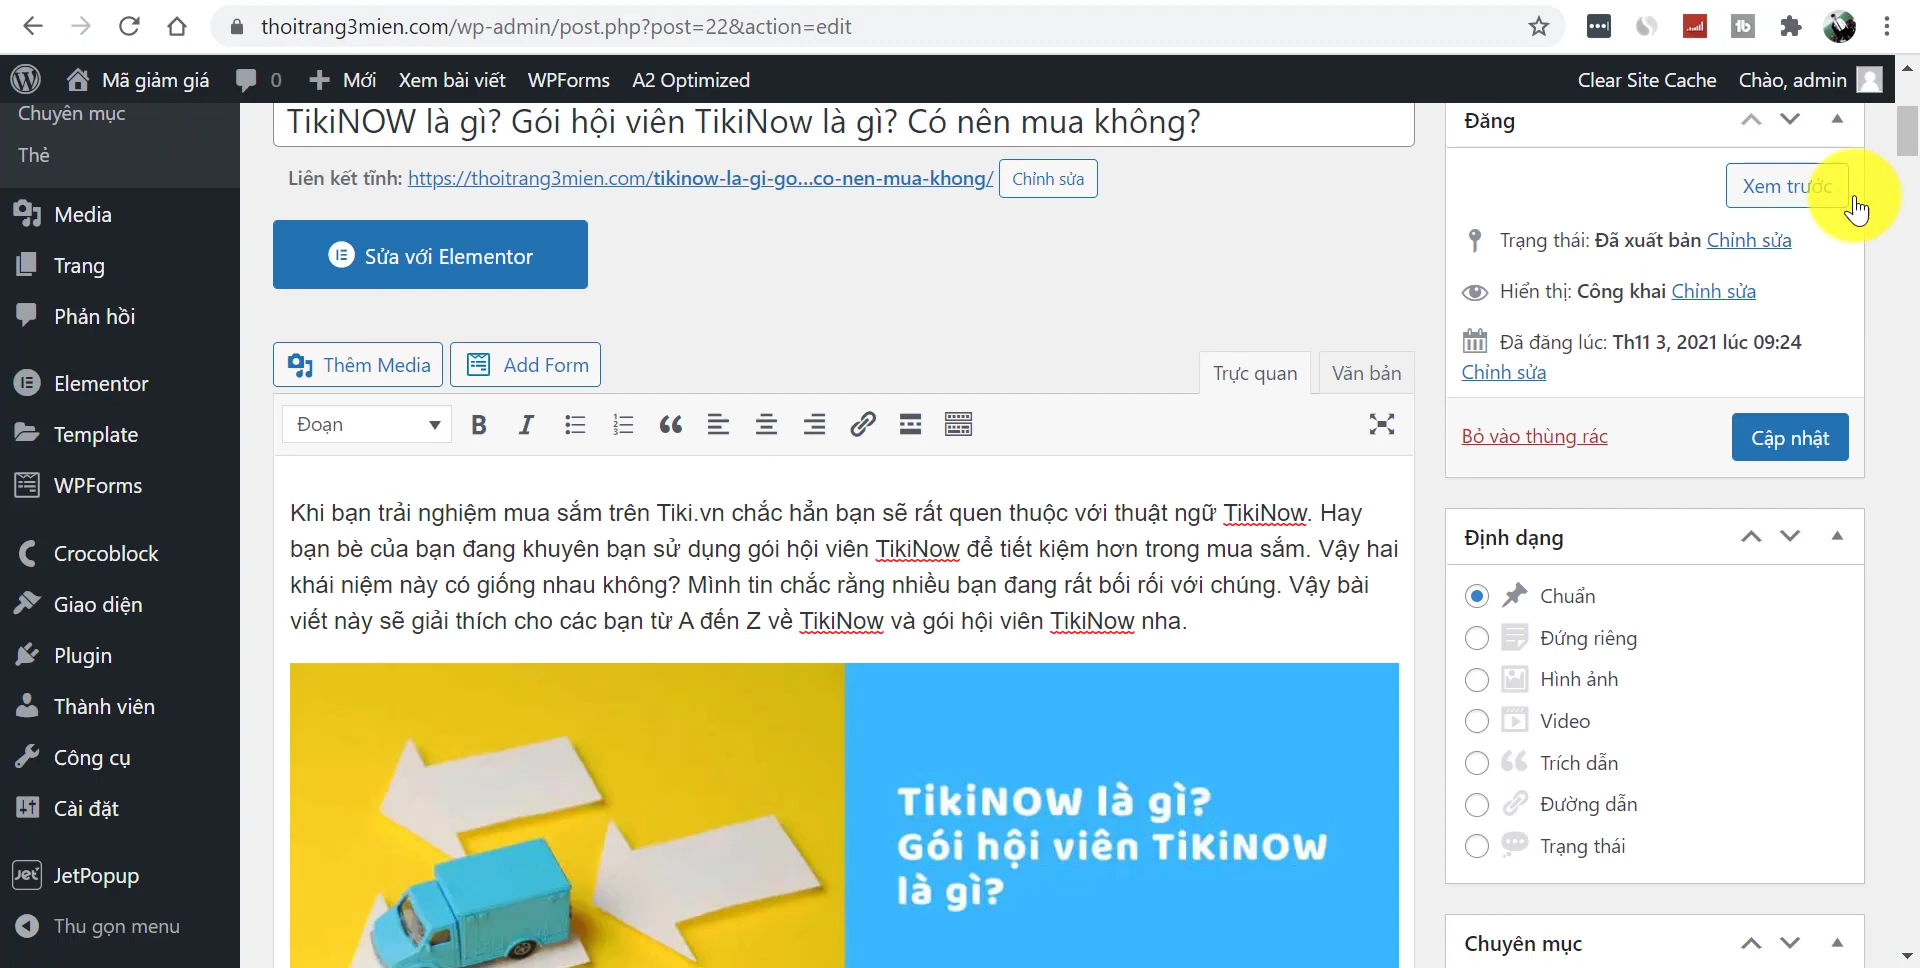 thoitrang3mien.com/wp-admin/post.php?post=22&action=edit
Mã giảm giá
0
Mới
Xem bài viết
WPForms
A2 Optimized
Clear Site Cache
Chào, admin
Chuyên mục
Thẻ
Media
Trang
Phản hồi
Elementor
Template
WPForms
Crocoblock
Giao diện
Plugin
Thành viên
Công cụ
Cài đặt
JetPopup
Thu gọn menu
TikiNOW là gì? Gói hội viên TikiNow là gì? Có nên mua không?
Liên kết tĩnh: https://thoitrang3mien.com/tikinow-la-gi-go...co-nen-mua-khong/ Chỉnh sửa
Sửa với Elementor
Thêm Media
Add Form
Trực quan
Văn bản
Đoạn
Khi bạn trải nghiệm mua sắm trên Tiki.vn chắc hẳn bạn sẽ rất quen thuộc với thuật ngữ TikiNow. Hay
bạn bè của bạn đang khuyên bạn sử dụng gói hội viên TikiNow để tiết kiệm hơn trong mua sắm. Vậy hai
khái niệm này có giống nhau không? Mình tin chắc rằng nhiều bạn đang rất bối rối với chúng. Vậy bài
viết này sẽ giải thích cho các bạn từ A đến Z về TikiNow và gói hội viên TikiNow nha.
TikiNOW là gì?
Gói hội viên TiKiNOW
là gì?
Đăng
Xem trước
Trạng thái: Đã xuất bản Chỉnh sửa
Hiển thị: Công khai Chỉnh sửa
Đã đăng lúc: Th11 3, 2021 lúc 09:24
Chỉnh sửa
Bỏ vào thùng rác
Cập nhật
Định dạng
Chuẩn
Đứng riêng
Hình ảnh
Video
Trích dẫn
Đường dẫn
Trạng thái
Chuyên mục